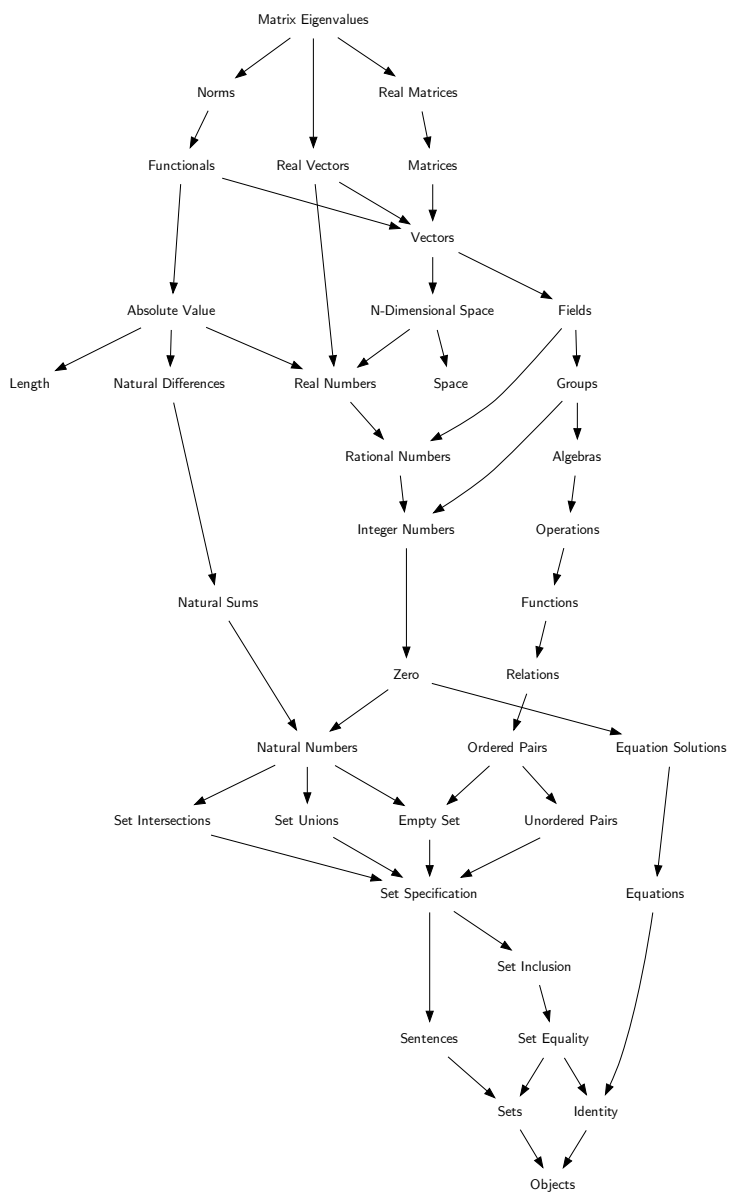 Matrix Eigenvalues
Norms
Real Matrices
Functionals
Real Vectors
Matrices
Vectors
Absolute Value
N-Dimensional Space
Fields
Length
Natural Differences
Real Numbers
Space
Groups
Rational Numbers
Algebras
Integer Numbers
Operations
Natural Sums
Functions
Zero
Relations
Natural Numbers
Ordered Pairs
Equation Solutions
Set Intersections
Set Unions
Empty Set
Unordered Pairs
Set Specification
Equations
Set Inclusion
Sentences
Set Equality
Sets
Identity
Objects